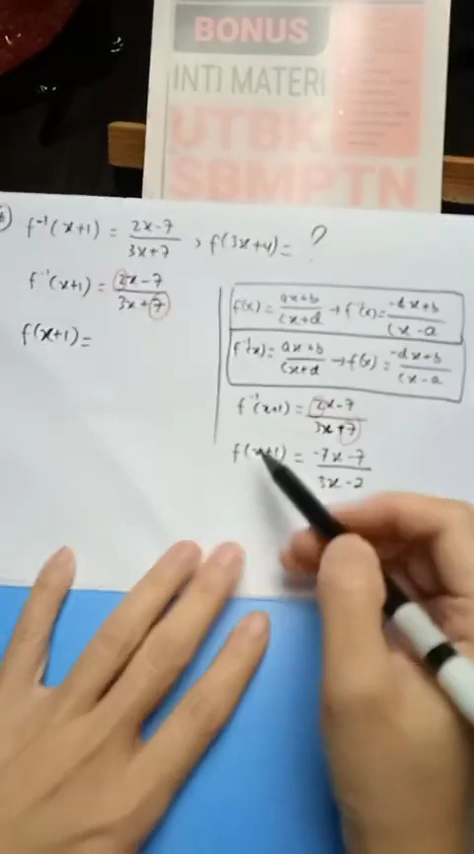 BONUS
INTI MATERI
UTBK
SBMPTN
f⁻¹(x+1) = 2x-7 / 3x+7 , f(3x+4) = ?
f⁻¹(x+1) = 2x-7 / 3x+7
f(x+1) =
f(x) = ax+b / cx+d → f⁻¹(x) = -dx+b / cx-a
f⁻¹(x) = ax+b / cx+d → f(x) = -dx+b / cx-a
f⁻¹(x+1) = 2x-7 / 3x+7
f(x+1) = -7x-7 / 3x-2